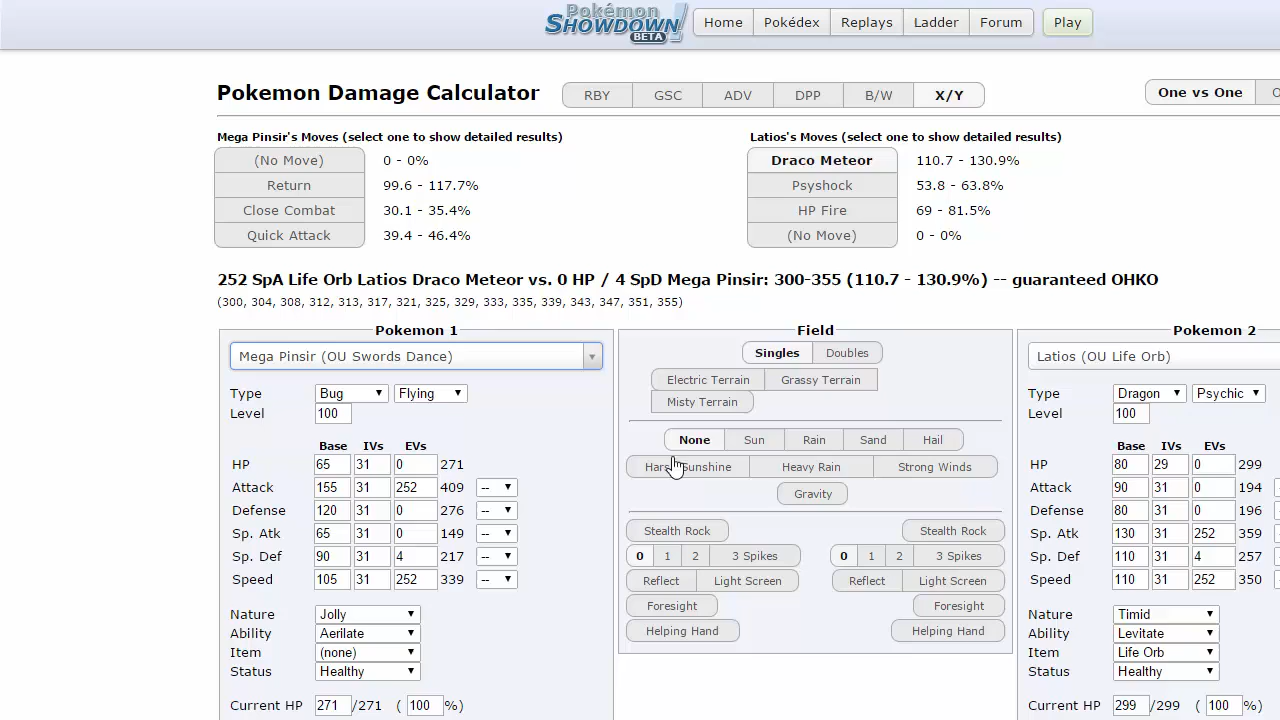 Pokémon
SHOWDOWN!
BETA
Home Pokédex Replays Ladder Forum Play
Pokemon Damage Calculator RBY GSC ADV DPP B/W X/Y One vs One
Mega Pinsir's Moves (select one to show detailed results) Latios's Moves (select one to show detailed results)
(No Move) 0 - 0% Draco Meteor 110.7 - 130.9%
Return 99.6 - 117.7% Psyshock 53.8 - 63.8%
Close Combat 30.1 - 35.4% HP Fire 69 - 81.5%
Quick Attack 39.4 - 46.4% (No Move) 0 - 0%
252 SpA Life Orb Latios Draco Meteor vs. 0 HP / 4 SpD Mega Pinsir: 300-355 (110.7 - 130.9%) -- guaranteed OHKO
(300, 304, 308, 312, 313, 317, 321, 325, 329, 333, 335, 339, 343, 347, 351, 355)
Pokemon 1
Mega Pinsir (OU Swords Dance)
Type Bug Flying
Level 100
Base IVs EVs
HP 65 31 0 271
Attack 155 31 252 409 --
Defense 120 31 0 276 --
Sp. Atk 65 31 0 149 --
Sp. Def 90 31 4 217 --
Speed 105 31 252 339 --
Nature Jolly
Ability Aerilate
Item (none)
Status Healthy
Current HP 271 /271 ( 100 %)
Field
Singles Doubles
Electric Terrain Grassy Terrain
Misty Terrain
None Sun Rain Sand Hail
Sunshine Heavy Rain Strong Winds
Gravity
Stealth Rock Stealth Rock
0 1 2 3 Spikes 0 1 2 3 Spikes
Reflect Light Screen Reflect Light Screen
Foresight Foresight
Helping Hand Helping Hand
Pokemon 2
Latios (OU Life Orb)
Type Dragon Psychic
Level 100
Base IVs EVs
HP 80 29 0 299
Attack 90 31 0 194
Defense 80 31 0 196
Sp. Atk 130 31 252 359
Sp. Def 110 31 4 257
Speed 110 31 252 350
Nature Timid
Ability Levitate
Item Life Orb
Status Healthy
Current HP 299 /299 ( 100 %)